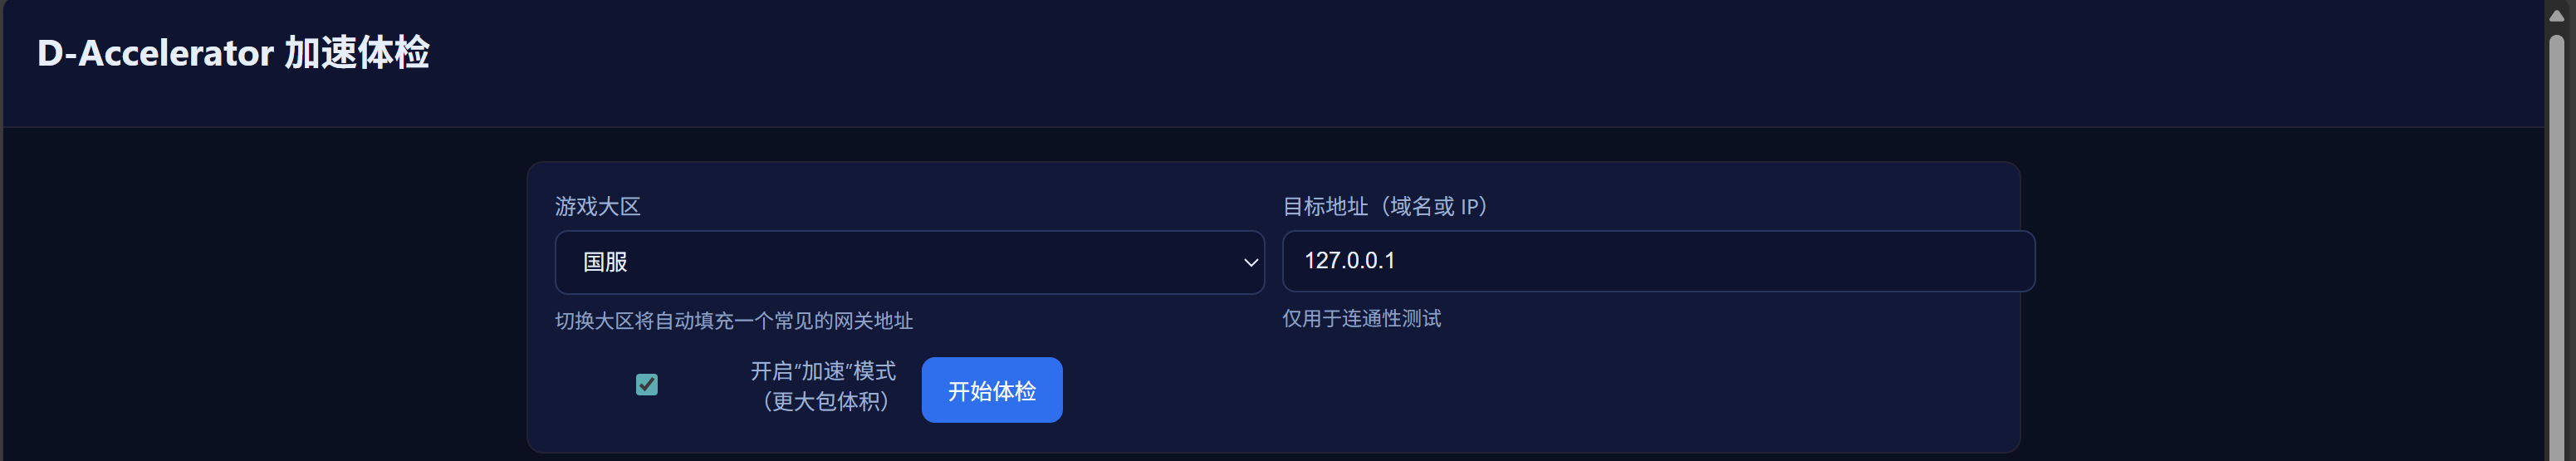 D-Accelerator 加速体检
游戏大区
目标地址（域名或 IP）
国服
127.0.0.1
切换大区将自动填充一个常见的网关地址
仅用于连通性测试
开启“加速”模式
（更大包体积）
开始体检